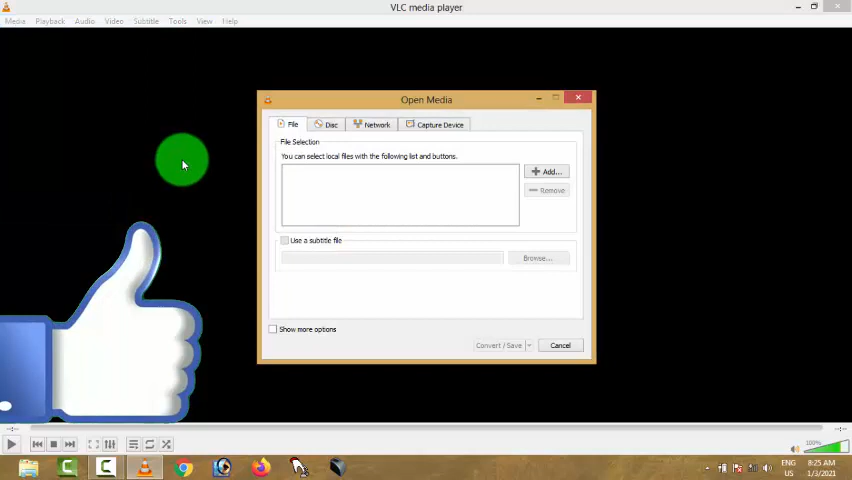 VLC media player
Media Playback Audio Video Subtitle Tools View Help
Open Media
File Disc Network Capture Device
File Selection
You can select local files with the following list and buttons.
Add...
Remove
Use a subtitle file
Browse...
Show more options
Convert / Save Cancel
--:-- --:--
100%
ENG 8:25 AM
US 1/3/2021